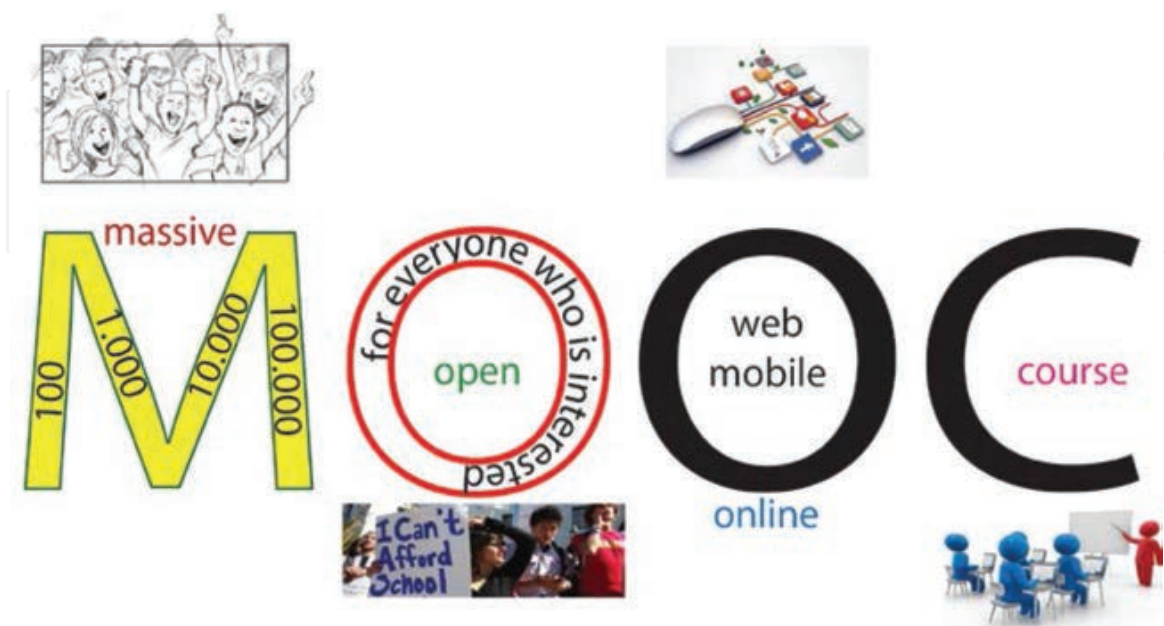 massive
100
1.000
10.000
100.000
for everyone who is interested
open
I Can't
Afford
School
web
mobile
online
course